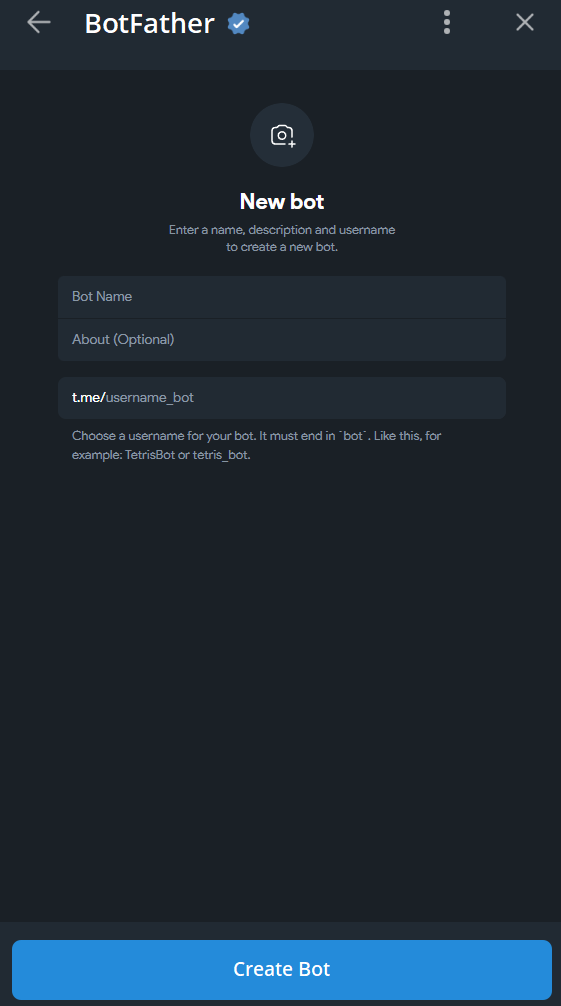 BotFather
New bot
Enter a name, description and username
to create a new bot.
Bot Name
About (Optional)
t.me/username_bot
Choose a username for your bot. It must end in `bot`. Like this, for
example: TetrisBot or tetris_bot.
Create Bot